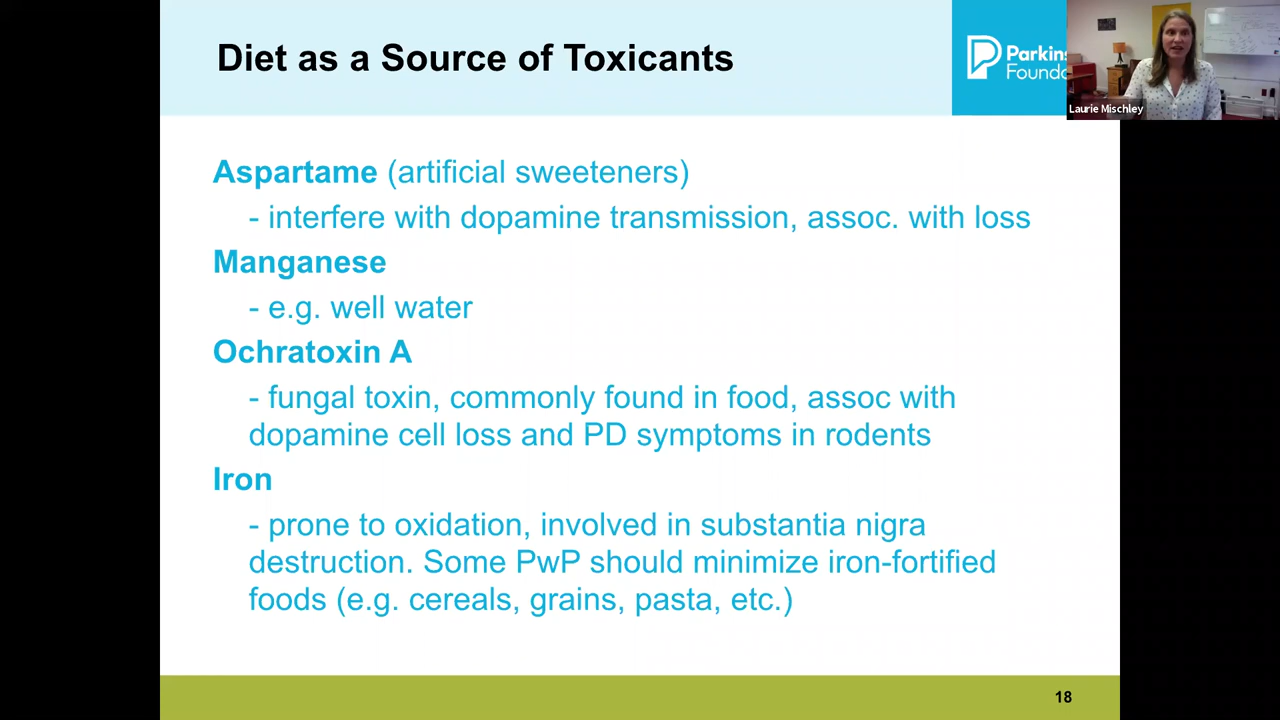 Diet as a Source of Toxicants
Parkins
Founda
Laurie Mischley
Aspartame (artificial sweeteners)
- interfere with dopamine transmission, assoc. with loss
Manganese
- e.g. well water
Ochratoxin A
- fungal toxin, commonly found in food, assoc with
dopamine cell loss and PD symptoms in rodents
Iron
- prone to oxidation, involved in substantia nigra
destruction. Some PwP should minimize iron-fortified
foods (e.g. cereals, grains, pasta, etc.)
18